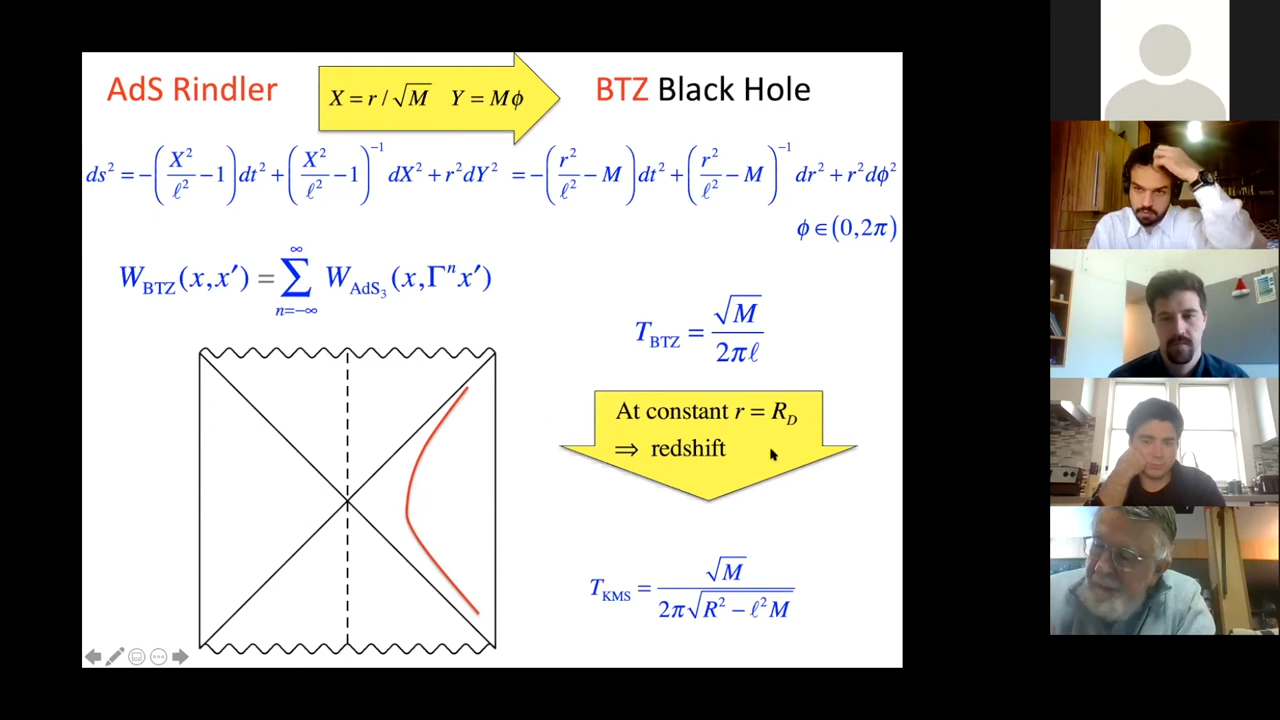 AdS Rindler
X = r / √M Y = Mϕ
BTZ Black Hole
ds² = −(X²/ℓ² − 1)dt² + (X²/ℓ² − 1)⁻¹ dX² + r²dY² = −(r²/ℓ² − M)dt² + (r²/ℓ² − M)⁻¹ dr² + r²dϕ²
ϕ ∈ (0,2π)
W_BTZ(x,x′) = ∑_{n=−∞}^{∞} W_AdS₃(x,Γⁿx′)
T_BTZ = √M / 2πℓ
At constant r = R_D
⇒ redshift
T_KMS = √M / 2π√(R² − ℓ²M)